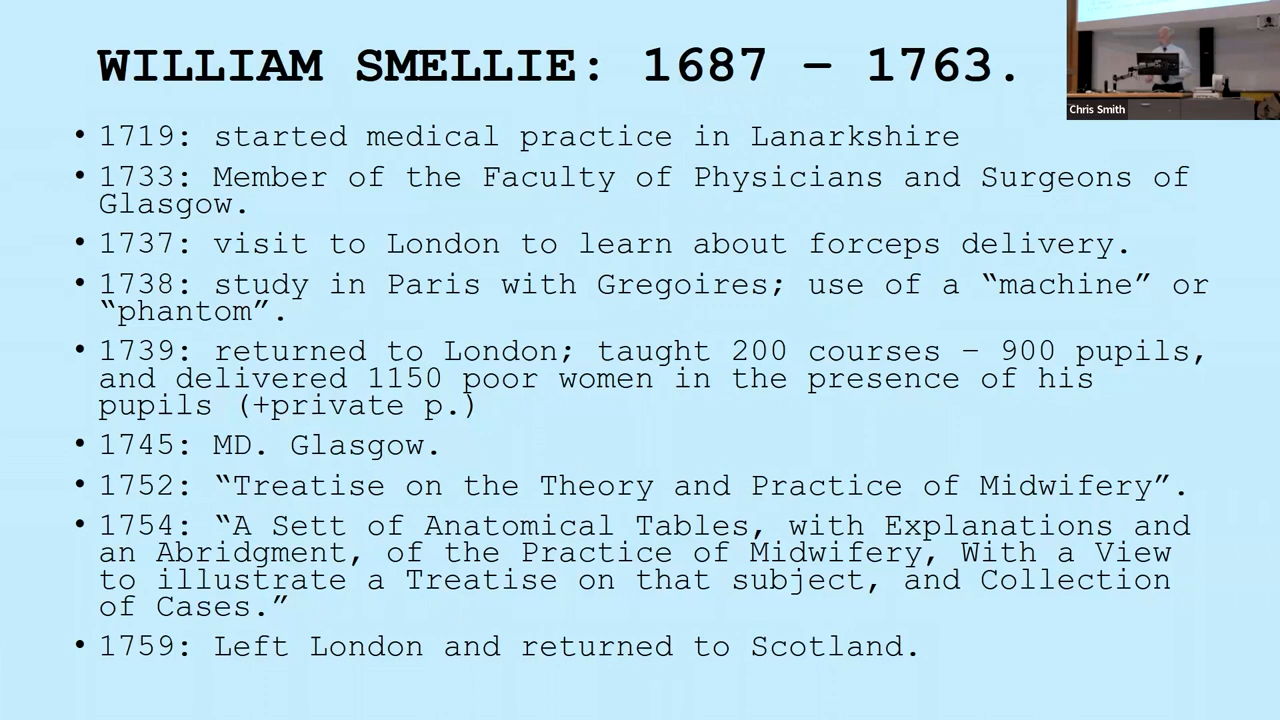 WILLIAM SMELLIE: 1687 – 1763.
Chris Smith
• 1719: started medical practice in Lanarkshire
• 1733: Member of the Faculty of Physicians and Surgeons of
Glasgow.
• 1737: visit to London to learn about forceps delivery.
• 1738: study in Paris with Gregoires; use of a “machine” or
“phantom”.
• 1739: returned to London; taught 200 courses – 900 pupils,
and delivered 1150 poor women in the presence of his
pupils (+private p.)
• 1745: MD. Glasgow.
• 1752: “Treatise on the Theory and Practice of Midwifery”.
• 1754: “A Sett of Anatomical Tables, with Explanations and
an Abridgment, of the Practice of Midwifery, With a View
to illustrate a Treatise on that subject, and Collection
of Cases.”
• 1759: Left London and returned to Scotland.